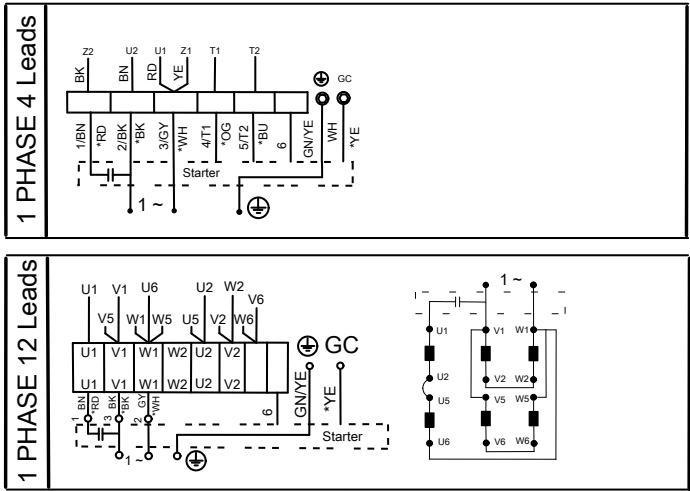 1 PHASE 4 Leads
Z2 U2 U1 Z1 T1 T2
BK BN RD YE
GC
1/BN *RD 2/BK *BK 3/GY *WH 4/T1 *OG 5/T2 *BU 6 GN/YE WH *YE
Starter
1 ~
1 PHASE 12 Leads
U1 V1 U6 U2 W2 V6
V5 W1 W5 U5 V2 W6
U1 V1 W1 W2 U2 V2
U1 V1 W1 W2 U2 V2
GC
1 BN *RD 3 BK *BK 2 GY *WH 6 GN/YE *YE
Starter
1 ~
1 ~
U1 V1 W1
U2 V2 W2
U5 V5 W5
U6 V6 W6